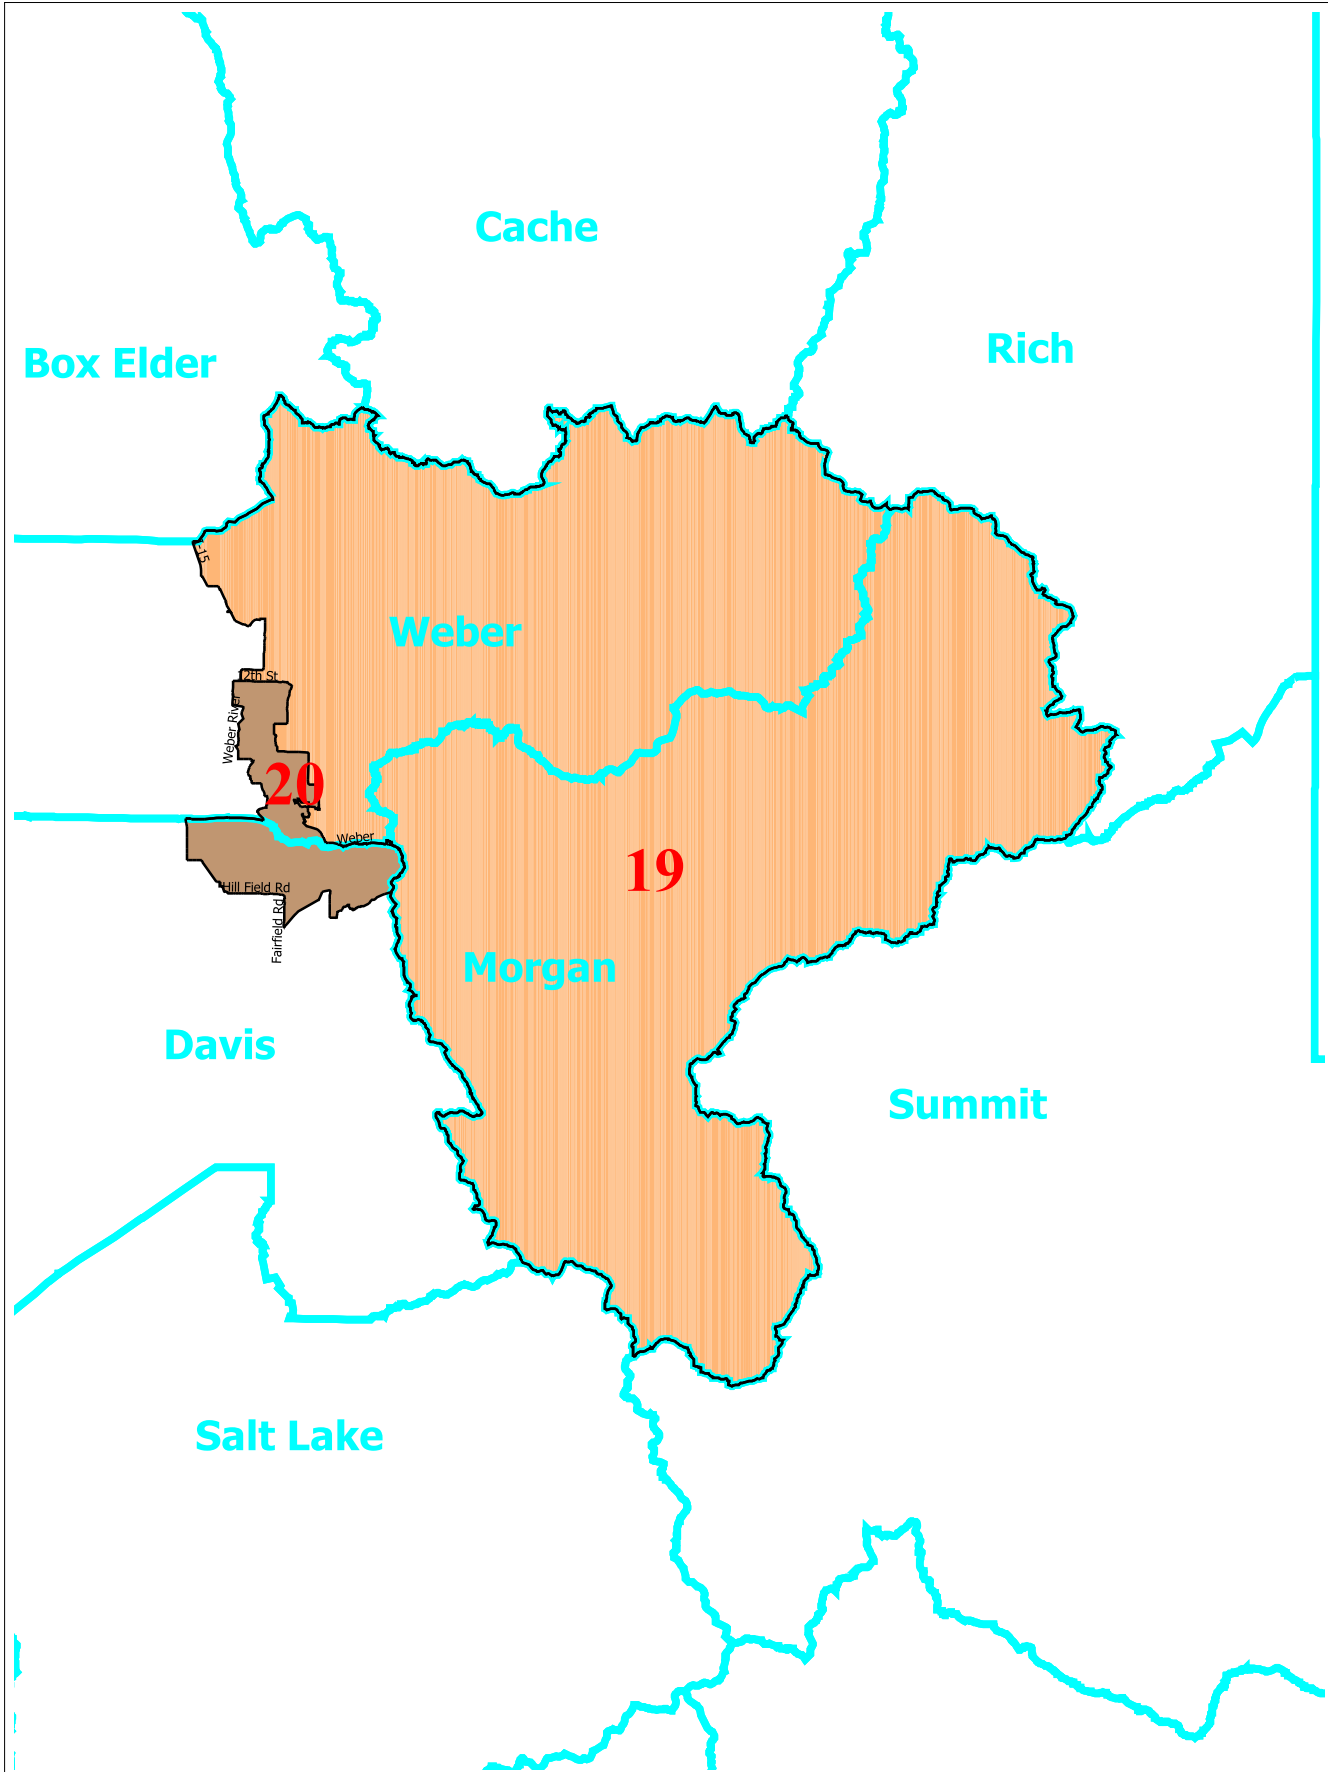 Cache
Rich
Box Elder
-15
Weber
2th St
Weber River
20
Weber
19
Hill Field Rd
Fairfield Rd
Morgan
Davis
Summit
Salt Lake